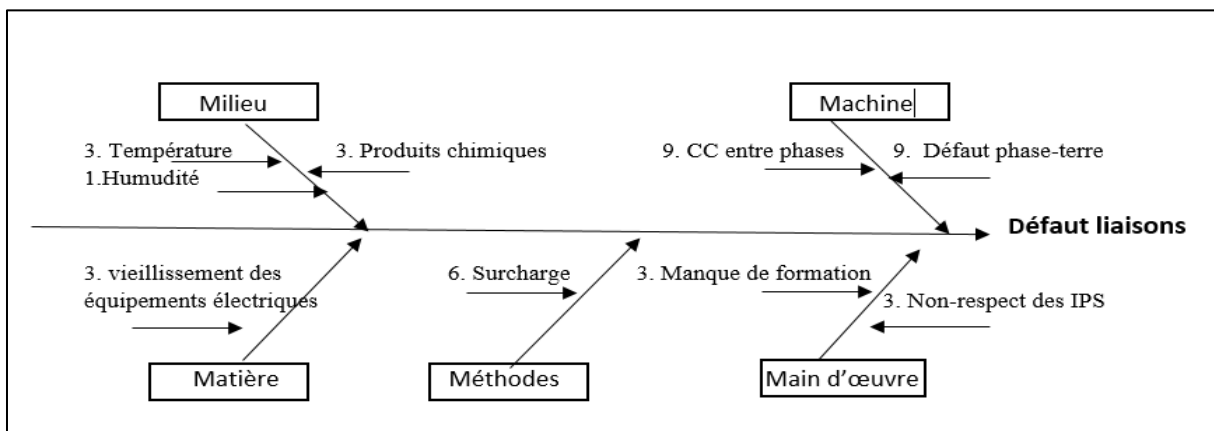 Milieu
Machine
3. Température
3. Produits chimiques
9. CC entre phases
9. Défaut phase-terre
1.Humudité
Défaut liaisons
3. vieillissement des
équipements électriques
6. Surcharge
3. Manque de formation
3. Non-respect des IPS
Matière
Méthodes
Main d'œuvre